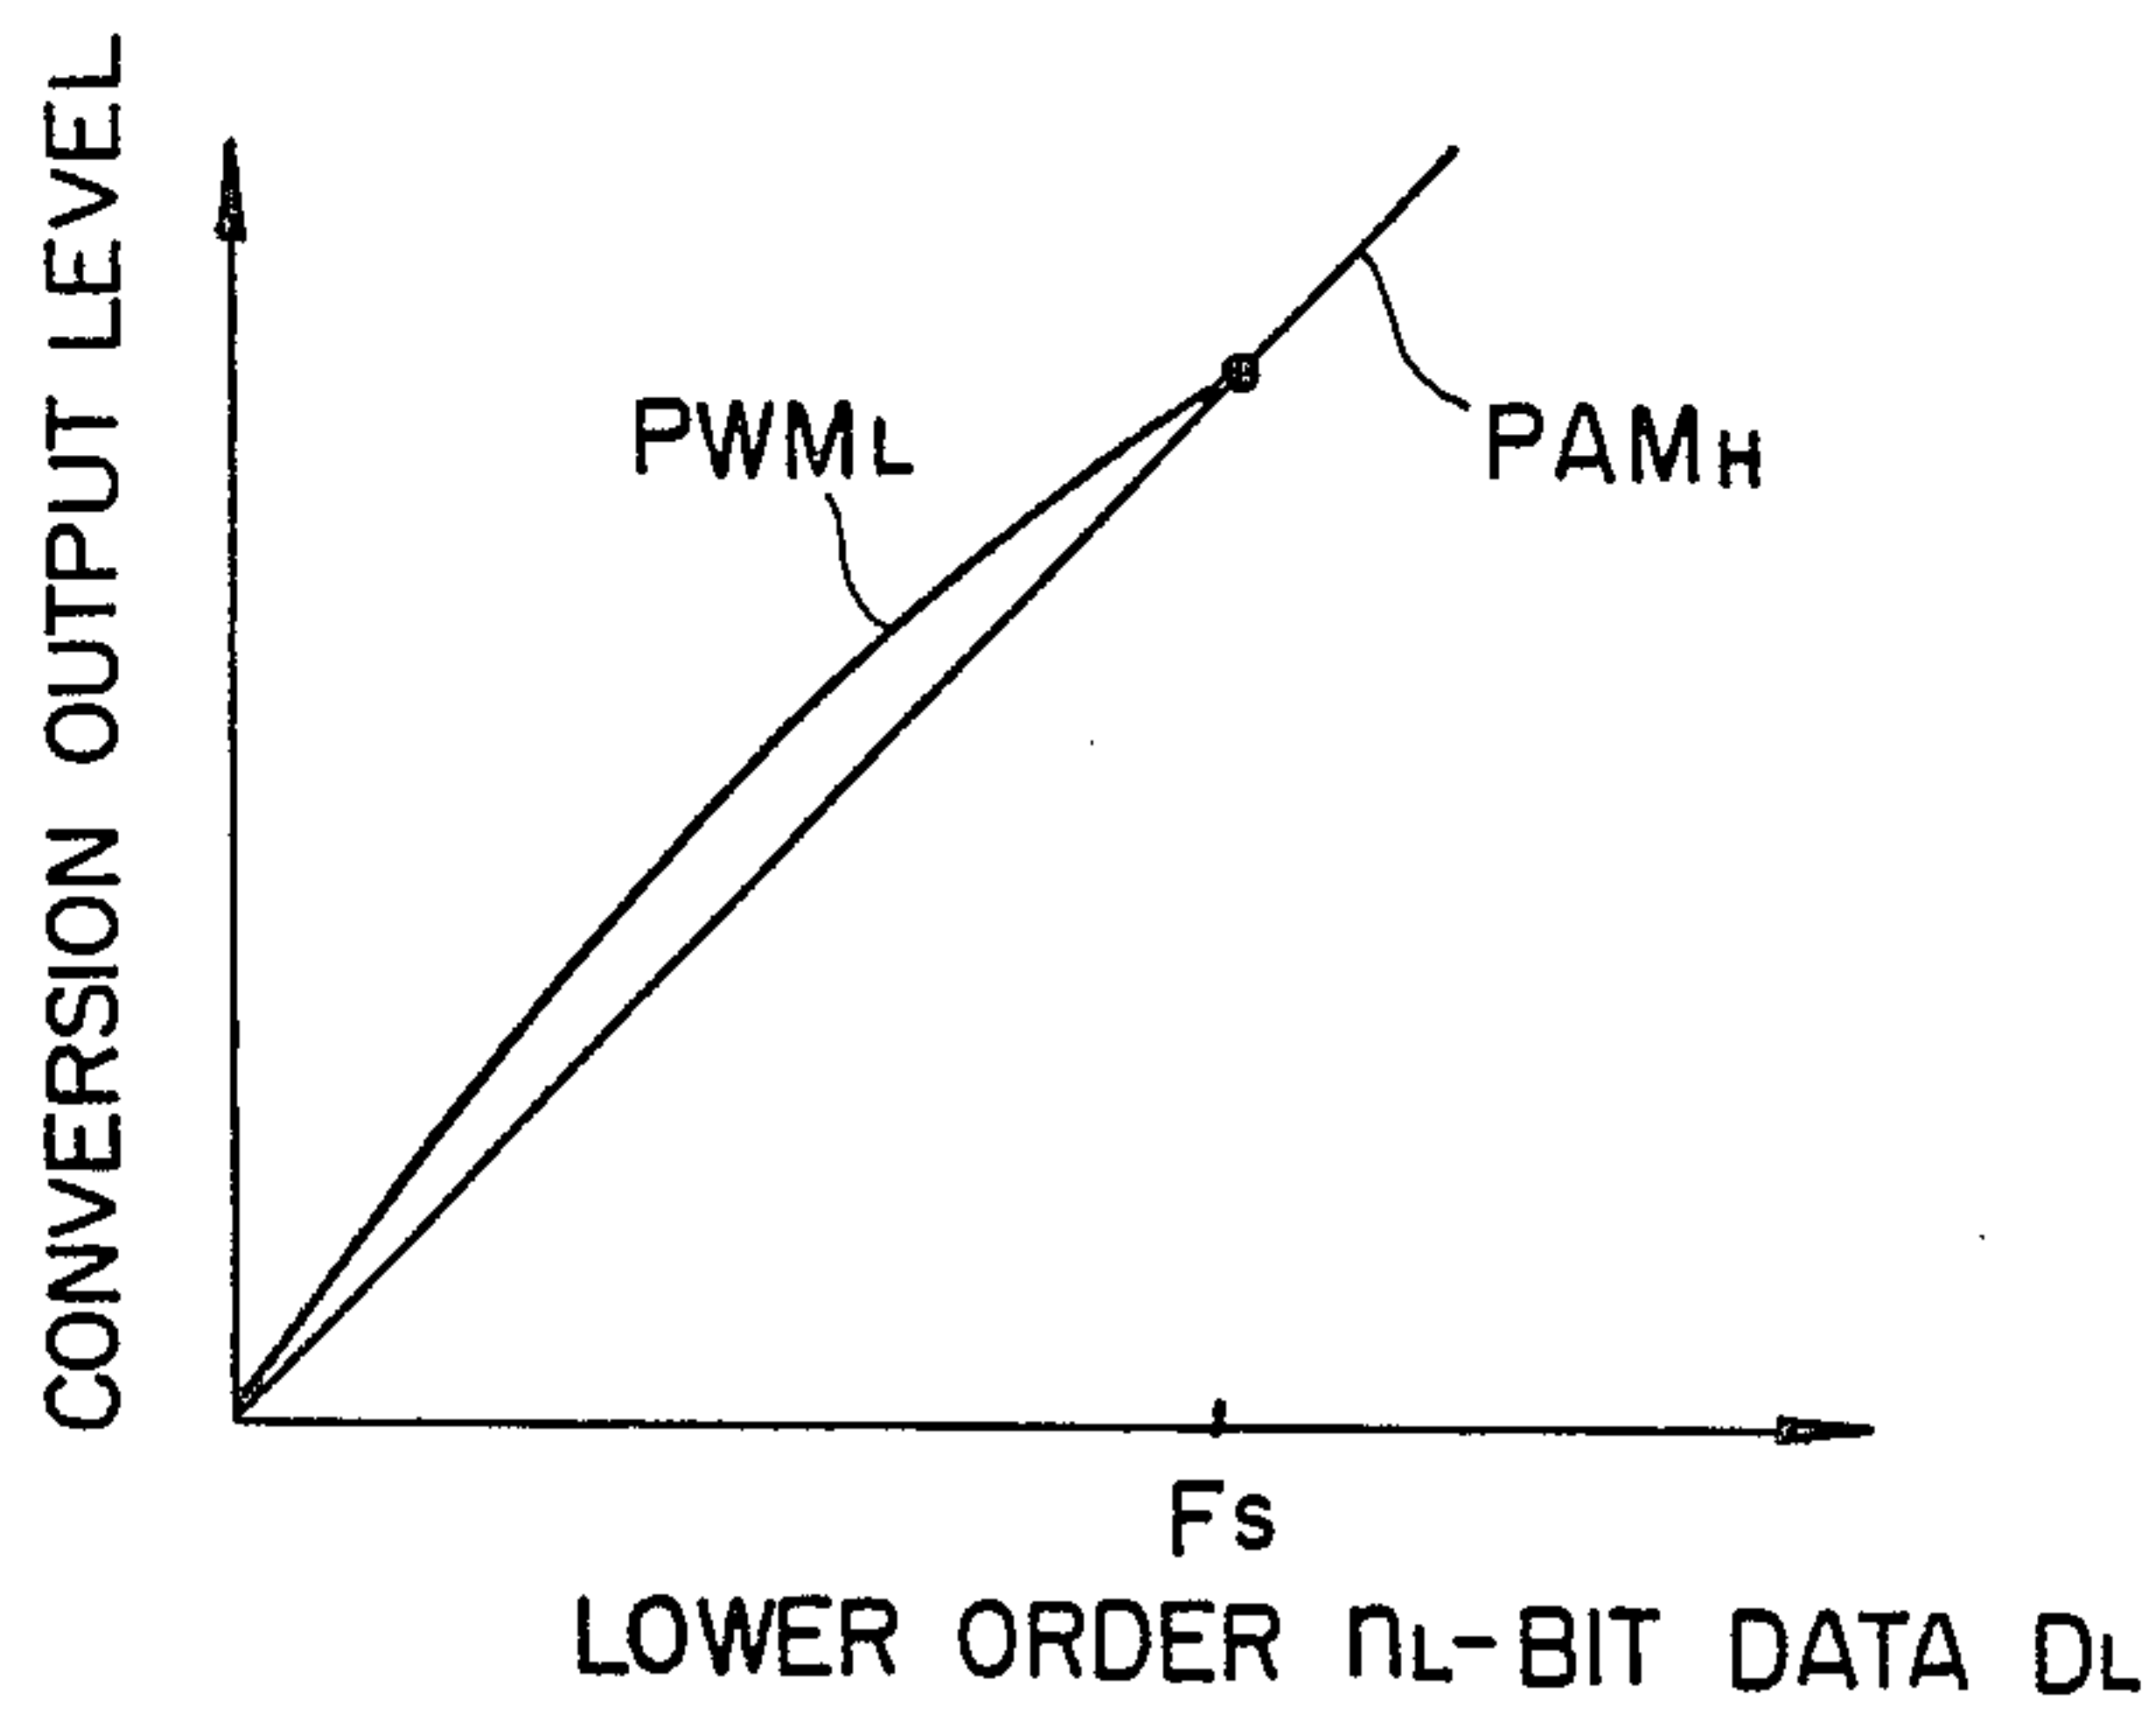 CONVERSION OUTPUT LEVEL
PWML
PAMH
Fs
LOWER ORDER nL-BIT DATA DL